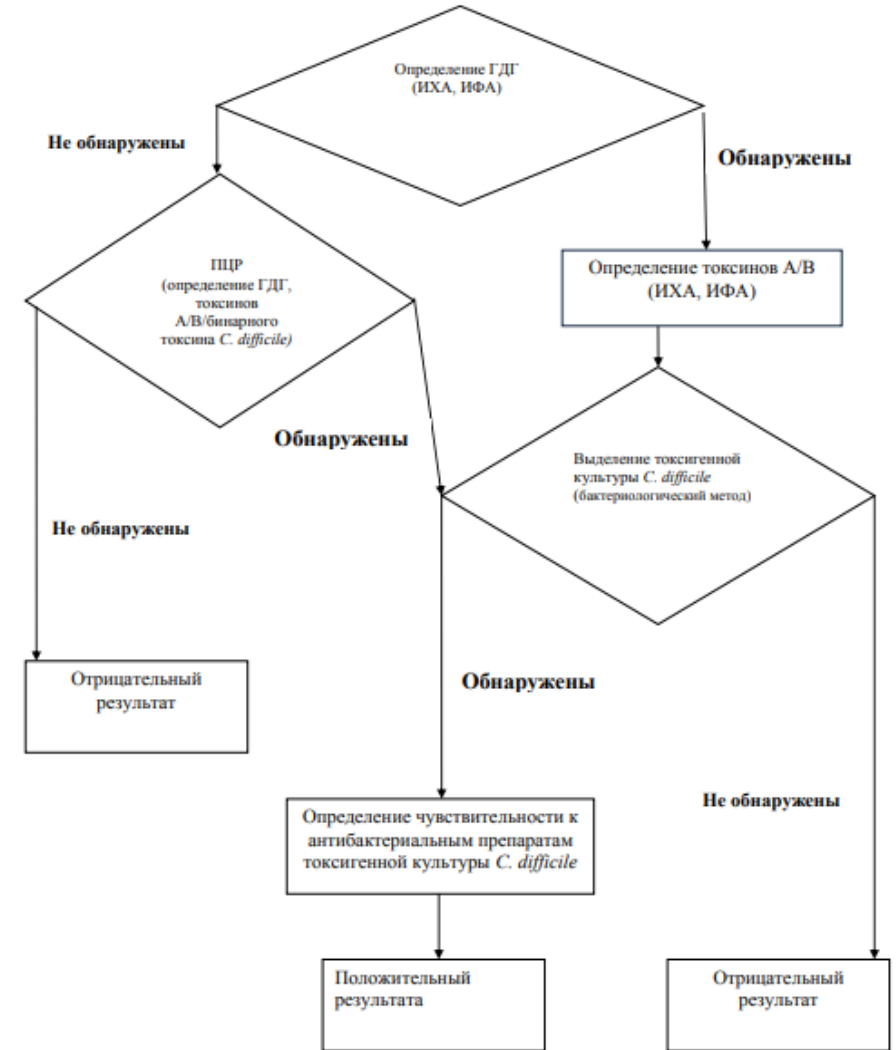 Определение ГДГ
(ИХА, ИФА)
Не обнаружены
Обнаружены
ПЦР
(определение ГДГ,
токсинов
А/В/бинарного
токсина C. difficile)
Определение токсинов А/В
(ИХА, ИФА)
Обнаружены
Выделение токсигенной
культуры C. difficile
(бактериологический метод)
Не обнаружены
Отрицательный
результат
Обнаружены
Не обнаружены
Определение чувствительности к
антибактериальным препаратам
токсигенной культуры C. difficile
Положительный
результата
Отрицательный
результат